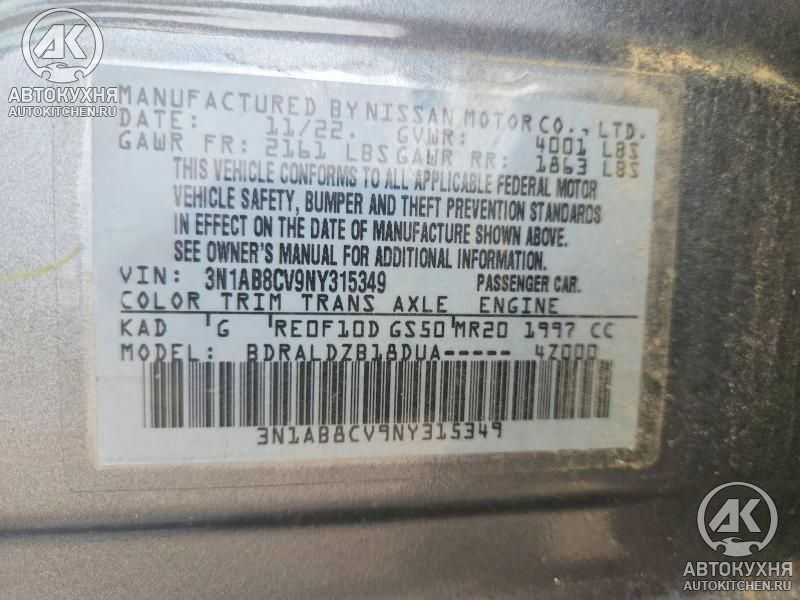 AK
АВТОКУХНЯ
AUTOKITCHEN.RU
MANUFACTURED BY NISSAN MOTOR CO., LTD.
DATE: 11/22. GVWR: 4001 LBS
GAWR FR: 2161 LBS GAWR RR: 1863 LBS
THIS VEHICLE CONFORMS TO ALL APPLICABLE FEDERAL MOTOR
VEHICLE SAFETY, BUMPER AND THEFT PREVENTION STANDARDS
IN EFFECT ON THE DATE OF MANUFACTURE SHOWN ABOVE.
SEE OWNER'S MANUAL FOR ADDITIONAL INFORMATION.
VIN: 3N1AB8CV9NY315349 PASSENGER CAR.
COLOR TRIM TRANS AXLE ENGINE
KAD G RE0F10D GS50 MR20 1997 CC
MODEL: BDRALDZB18DUA----- 4Z000
3N1AB8CV9NY315349
AK
АВТОКУХНЯ
AUTOKITCHEN.RU